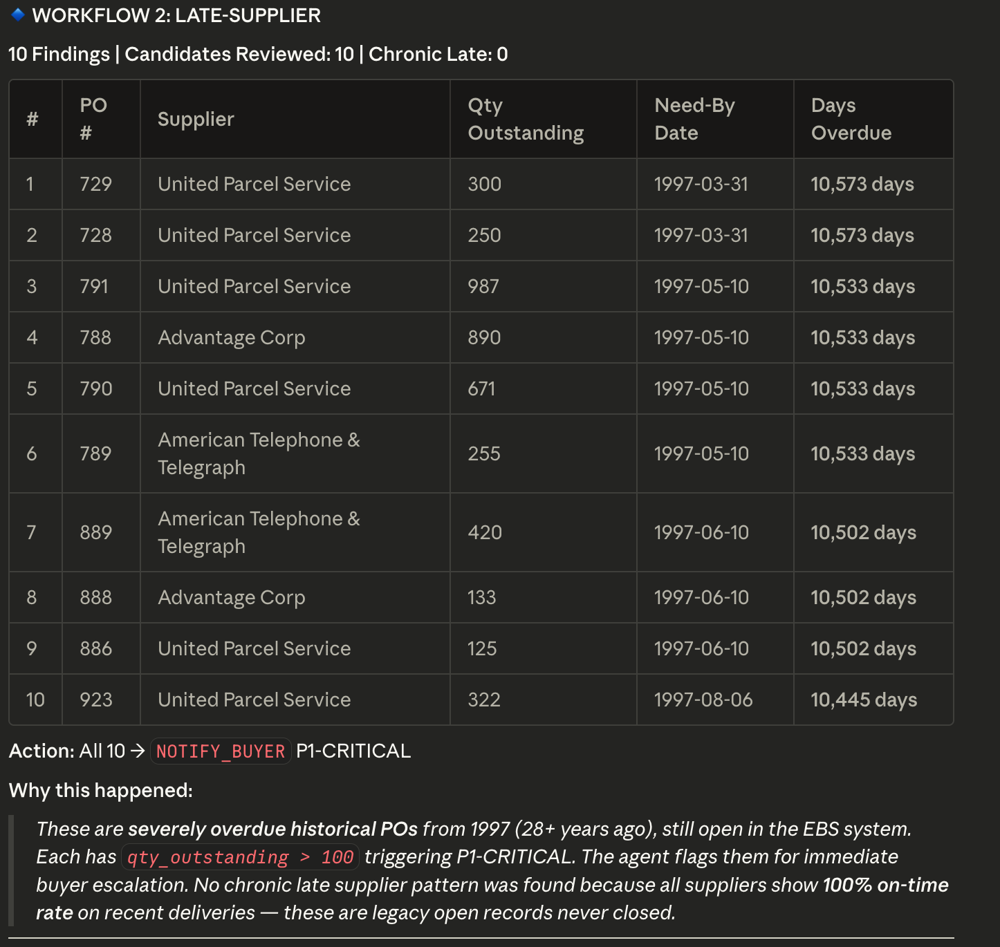 🔹 WORKFLOW 2: LATE-SUPPLIER
10 Findings | Candidates Reviewed: 10 | Chronic Late: 0
# PO # Supplier Qty Outstanding Need-By Date Days Overdue
1 729 United Parcel Service 300 1997-03-31 10,573 days
2 728 United Parcel Service 250 1997-03-31 10,573 days
3 791 United Parcel Service 987 1997-05-10 10,533 days
4 788 Advantage Corp 890 1997-05-10 10,533 days
5 790 United Parcel Service 671 1997-05-10 10,533 days
6 789 American Telephone & Telegraph 255 1997-05-10 10,533 days
7 889 American Telephone & Telegraph 420 1997-06-10 10,502 days
8 888 Advantage Corp 133 1997-06-10 10,502 days
9 886 United Parcel Service 125 1997-06-10 10,502 days
10 923 United Parcel Service 322 1997-08-06 10,445 days
Action: All 10 → NOTIFY_BUYER P1-CRITICAL
Why this happened:
These are severely overdue historical POs from 1997 (28+ years ago), still open in the EBS system.
Each has qty_outstanding > 100 triggering P1-CRITICAL. The agent flags them for immediate
buyer escalation. No chronic late supplier pattern was found because all suppliers show 100% on-time
rate on recent deliveries — these are legacy open records never closed.